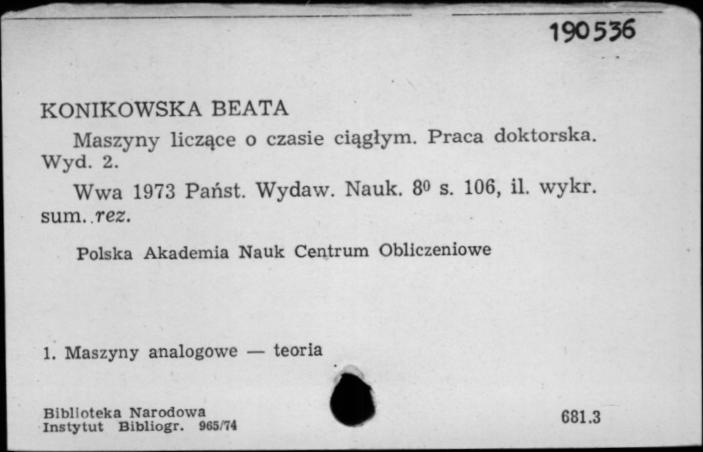 190536
KONIKOWSKA BEATA
Maszyny liczące o czasie ciągłym. Praca doktorska.
Wyd. 2.
Wwa 1973 Państ. Wydaw. Nauk. 8⁰ s. 106, il. wykr.
sum. rez.
Polska Akademia Nauk Centrum Obliczeniowe
1. Maszyny analogowe — teoria
Biblioteka Narodowa
Instytut Bibliogr. 965/74
681.3